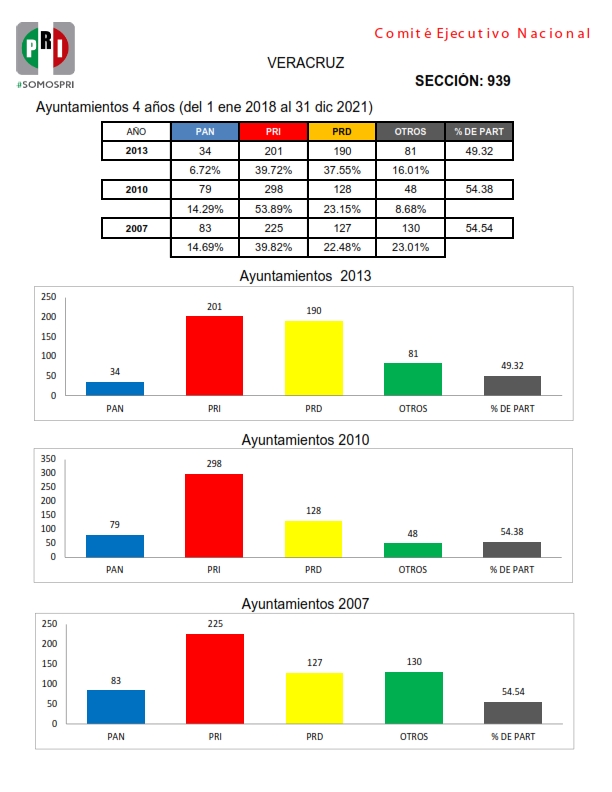 Comité Ejecutivo Nacional
PRI
#SOMOSPRI
VERACRUZ
SECCIÓN: 939
Ayuntamientos 4 años (del 1 ene 2018 al 31 dic 2021)
AÑO PAN PRI PRD OTROS % DE PART
2013 34 201 190 81 49.32
6.72% 39.72% 37.55% 16.01%
2010 79 298 128 48 54.38
14.29% 53.89% 23.15% 8.68%
2007 83 225 127 130 54.54
14.69% 39.82% 22.48% 23.01%
Ayuntamientos 2013
250
200
150
100
50
0
34 201 190 81 49.32
PAN PRI PRD OTROS % DE PART
Ayuntamientos 2010
350
300
250
200
150
100
50
0
79 298 128 48 54.38
PAN PRI PRD OTROS % DE PART
Ayuntamientos 2007
250
200
150
100
50
0
83 225 127 130 54.54
PAN PRI PRD OTROS % DE PART